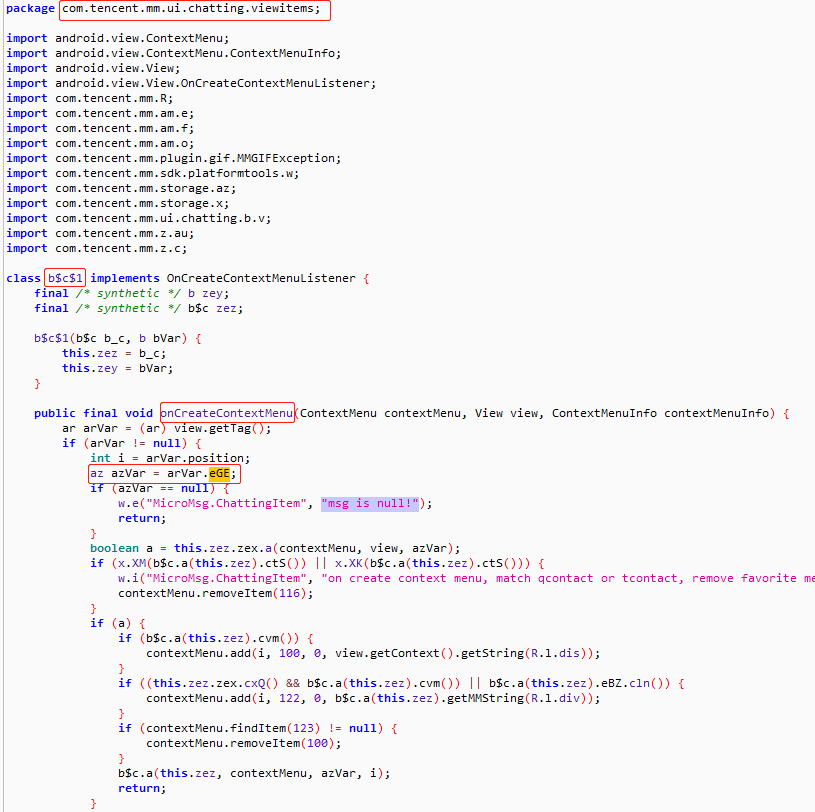 package com.tencent.mm.ui.chatting.viewitems;
import android.view.ContextMenu;
import android.view.ContextMenu.ContextMenuInfo;
import android.view.View;
import android.view.View.OnCreateContextMenuListener;
import com.tencent.mm.R;
import com.tencent.mm.am.e;
import com.tencent.mm.am.f;
import com.tencent.mm.am.o;
import com.tencent.mm.plugin.gif.MMGIFException;
import com.tencent.mm.sdk.platformtools.w;
import com.tencent.mm.storage.az;
import com.tencent.mm.storage.x;
import com.tencent.mm.ui.chatting.b.v;
import com.tencent.mm.z.au;
import com.tencent.mm.z.c;
class b$c$1 implements OnCreateContextMenuListener {
final /* synthetic */ b zey;
final /* synthetic */ b$c zez;
b$c$1(b$c b_c, b bVar) {
this.zez = b_c;
this.zey = bVar;
}
public final void onCreateContextMenu(ContextMenu contextMenu, View view, ContextMenuInfo contextMenuInfo) {
ar arVar = (ar) view.getTag();
if (arVar != null) {
int i = arVar.position;
az azVar = arVar.eGE;
if (azVar == null) {
w.e("MicroMsg.ChattingItem", "msg is null!");
return;
}
boolean a = this.zez.zex.a(contextMenu, view, azVar);
if (x.XM(b$c.a(this.zez).ctS()) || x.XK(b$c.a(this.zez).ctS())) {
w.i("MicroMsg.ChattingItem", "on create context menu, match qcontact or tcontact, remove favorite me
contextMenu.removeItem(116);
}
if (a) {
if (b$c.a(this.zez).cvm()) {
contextMenu.add(i, 100, 0, view.getContext().getString(R.l.dis));
}
if ((this.zez.zex.cxQ() && b$c.a(this.zez).cvm()) || b$c.a(this.zez).eBZ.cln()) {
contextMenu.add(i, 122, 0, b$c.a(this.zez).getMMString(R.l.div));
}
if (contextMenu.findItem(123) != null) {
contextMenu.removeItem(100);
}
b$c.a(this.zez, contextMenu, azVar, i);
return;
}